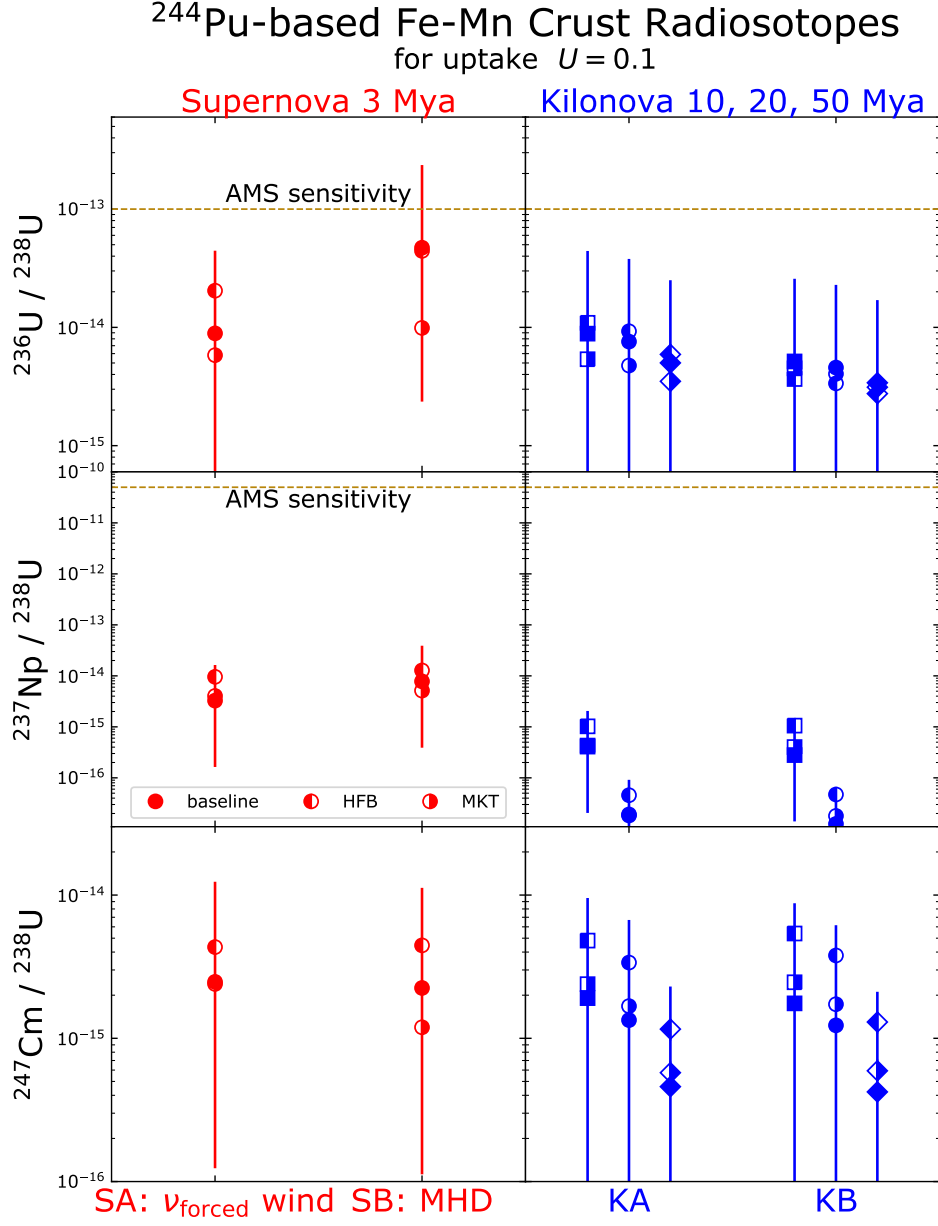 ²⁴⁴Pu-based Fe-Mn Crust Radiosotopes
for uptake U = 0.1
Supernova 3 Mya
Kilonova 10, 20, 50 Mya
²³⁶U / ²³⁸U
10⁻¹³
10⁻¹⁴
10⁻¹⁵
AMS sensitivity
²³⁷Np / ²³⁸U
10⁻¹⁰
10⁻¹¹
10⁻¹²
10⁻¹³
10⁻¹⁴
10⁻¹⁵
10⁻¹⁶
AMS sensitivity
baseline HFB MKT
²⁴⁷Cm / ²³⁸U
10⁻¹⁴
10⁻¹⁵
10⁻¹⁶
SA: ν_forced wind SB: MHD KA KB